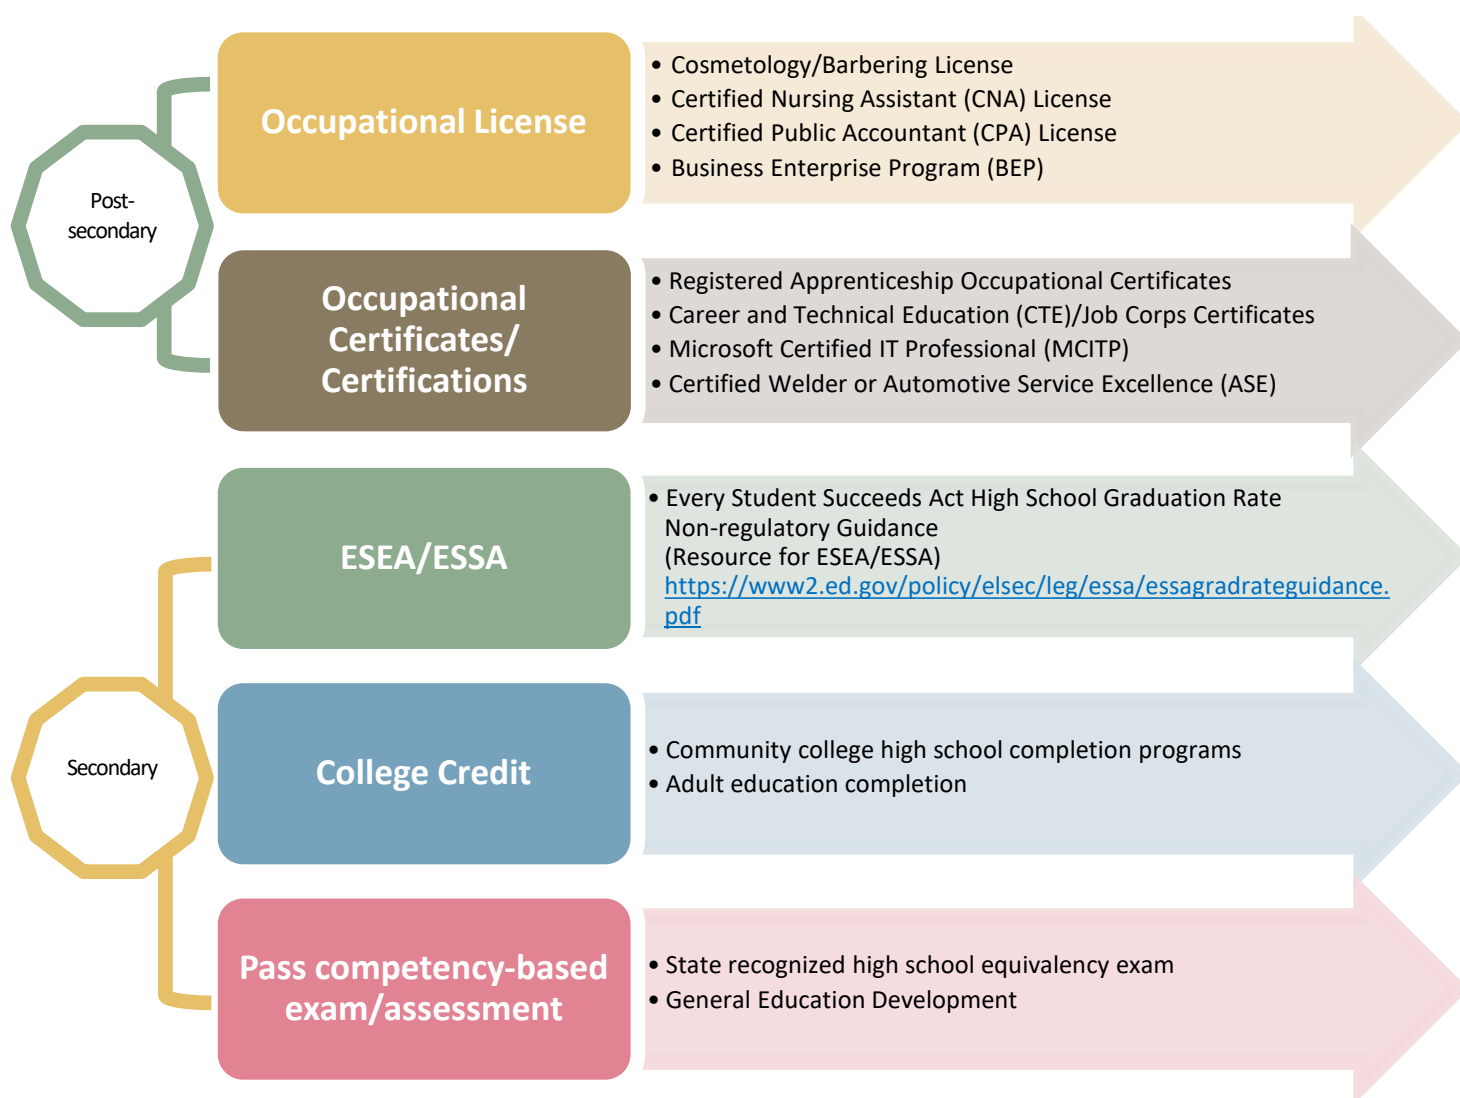 Post-
secondary
Occupational License
• Cosmetology/Barbering License
• Certified Nursing Assistant (CNA) License
• Certified Public Accountant (CPA) License
• Business Enterprise Program (BEP)
Occupational
Certificates/
Certifications
• Registered Apprenticeship Occupational Certificates
• Career and Technical Education (CTE)/Job Corps Certificates
• Microsoft Certified IT Professional (MCITP)
• Certified Welder or Automotive Service Excellence (ASE)
Secondary
ESEA/ESSA
• Every Student Succeeds Act High School Graduation Rate
Non-regulatory Guidance
(Resource for ESEA/ESSA)
https://www2.ed.gov/policy/elsec/leg/essa/essagradrateguidance.
pdf
College Credit
• Community college high school completion programs
• Adult education completion
Pass competency-based
exam/assessment
• State recognized high school equivalency exam
• General Education Development